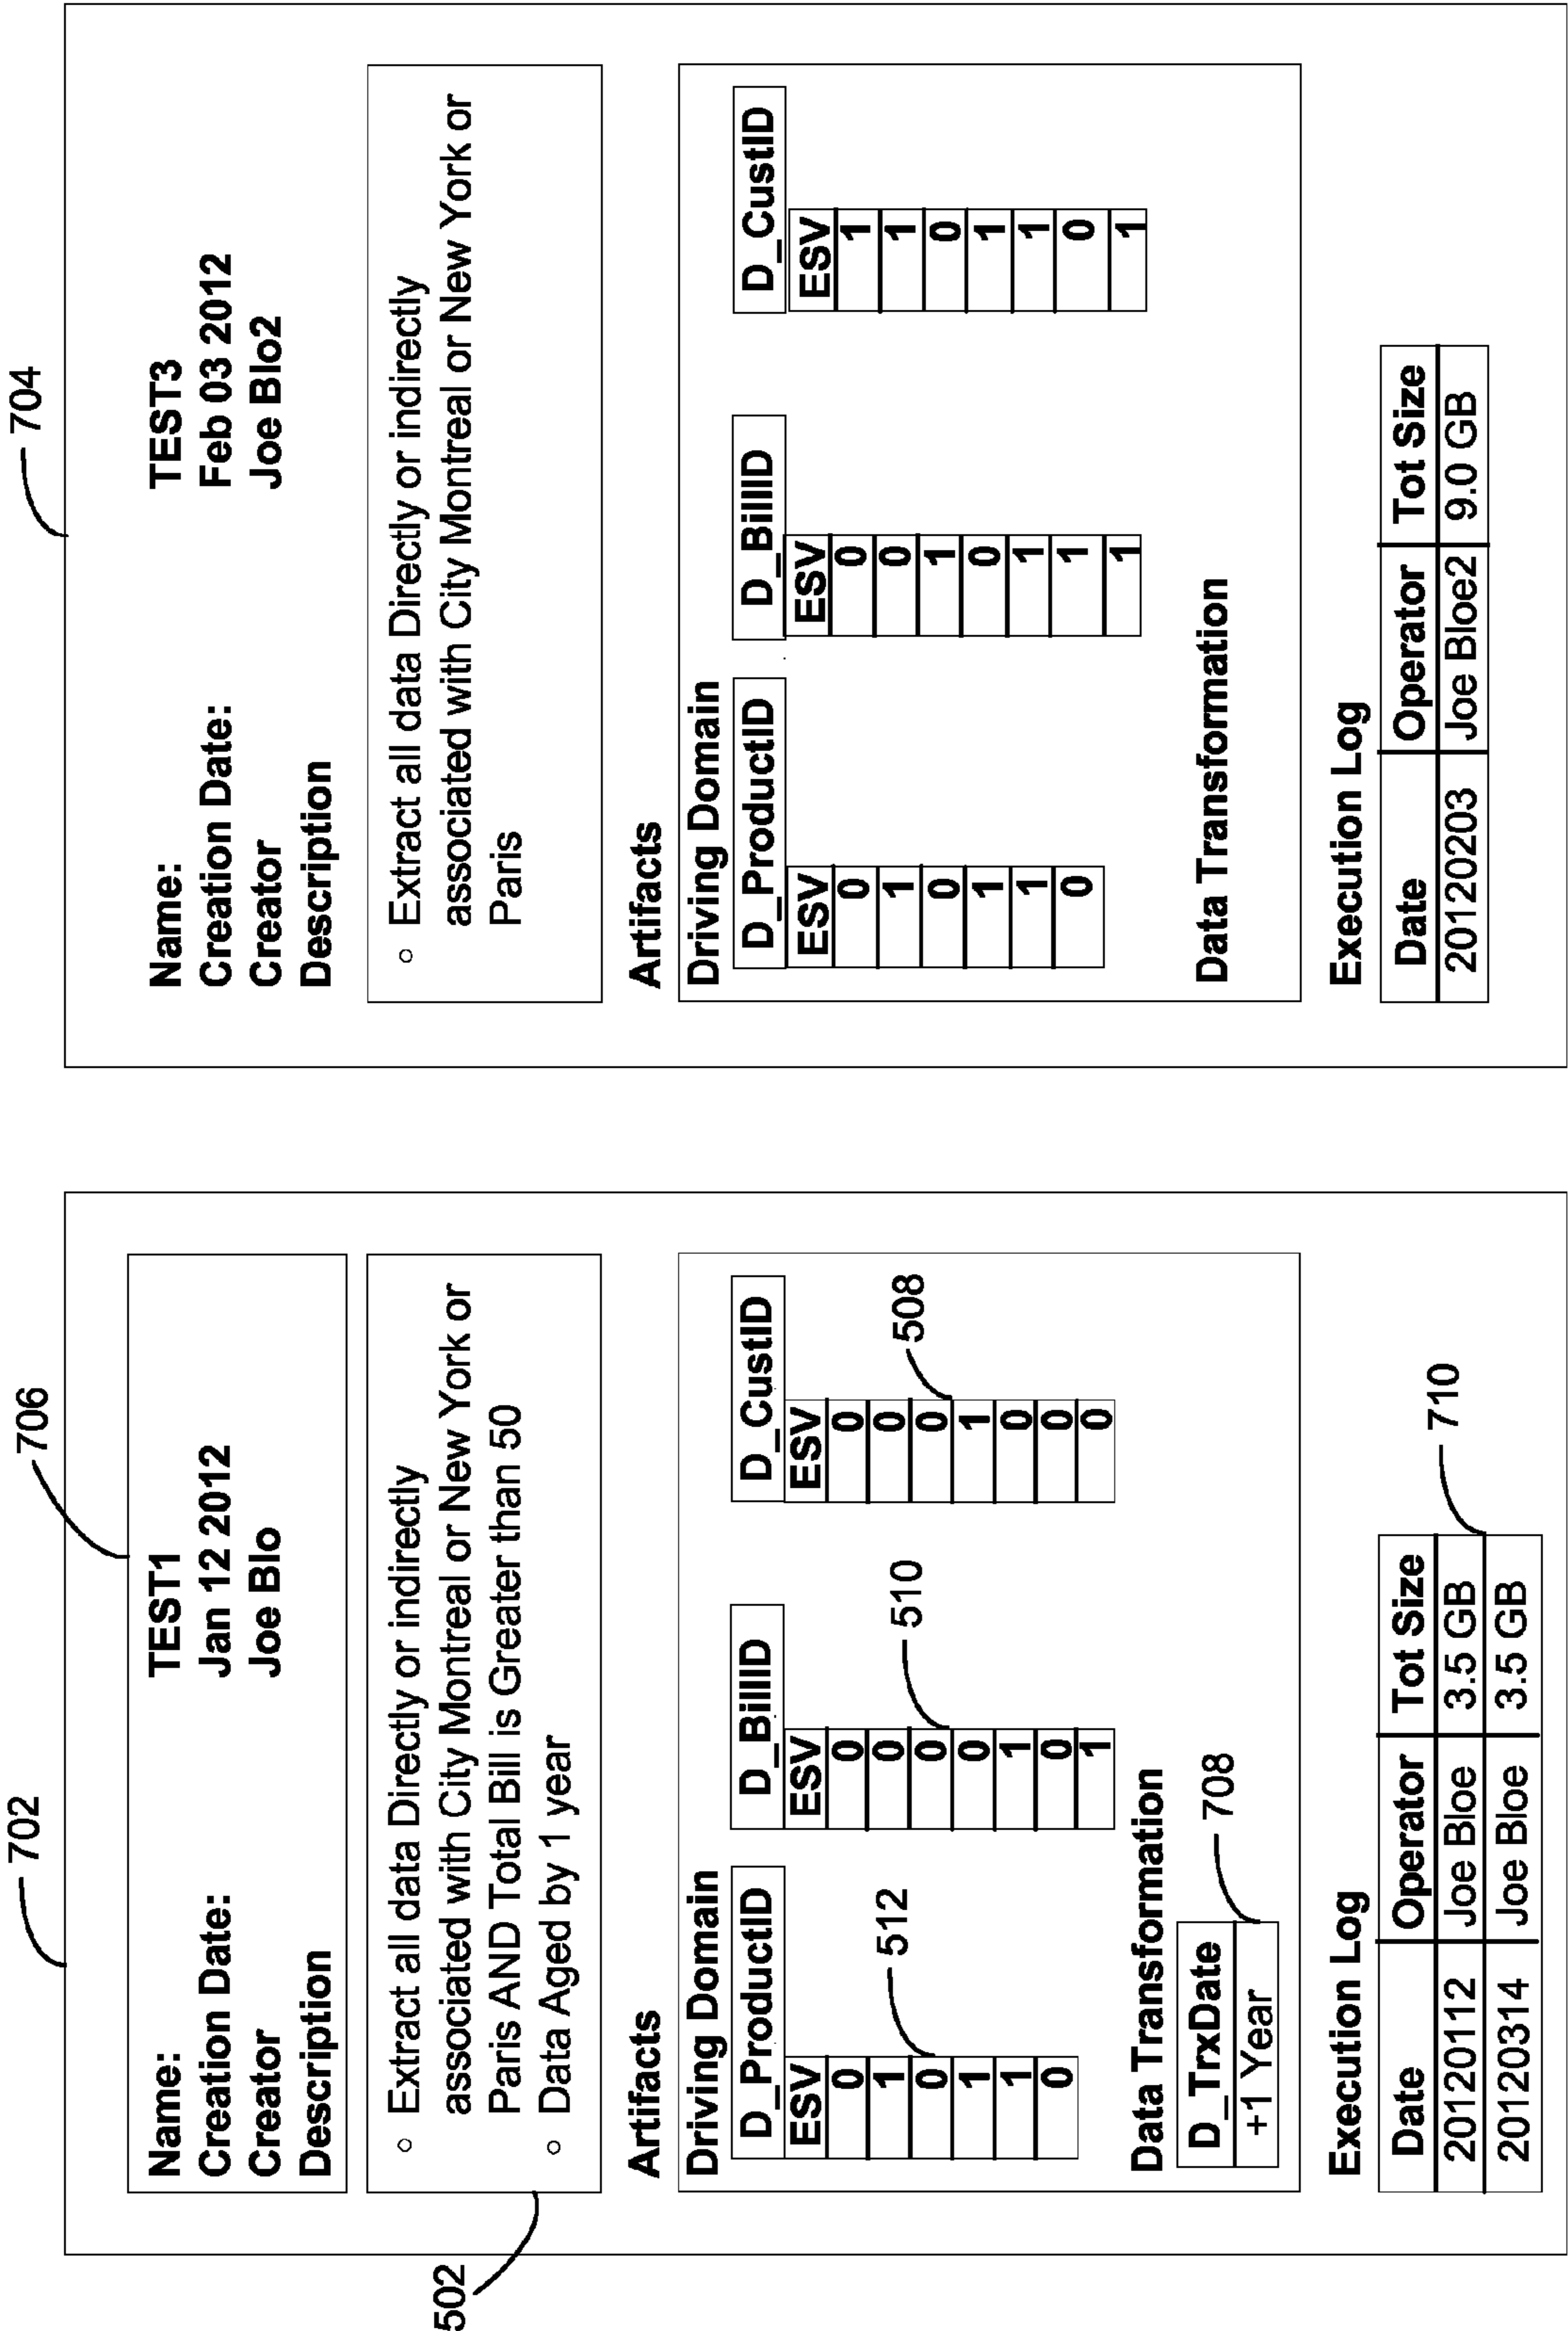 702
706
Name: TEST1
Creation Date: Jan 12 2012
Creator Joe Blo
Description
502
◦ Extract all data Directly or indirectly
associated with City Montreal or New York or
Paris AND Total Bill is Greater than 50
◦ Data Aged by 1 year
Artifacts
Driving Domain
D_ProductID
ESV
0
1
0
1
1
0
512
D_BillID
ESV
0
0
0
0
1
0
1
510
D_CustID
ESV
0
0
0
1
0
0
0
508
Data Transformation
D_TrxDate
+1 Year
708
Execution Log
Date Operator Tot Size
20120112 Joe Bloe 3.5 GB
20120314 Joe Bloe 3.5 GB
710
704
Name: TEST3
Creation Date: Feb 03 2012
Creator Joe Blo2
Description
◦ Extract all data Directly or indirectly
associated with City Montreal or New York or
Paris
Artifacts
Driving Domain
D_ProductID
ESV
0
1
0
1
1
0
D_BillID
ESV
0
0
1
0
1
1
1
D_CustID
ESV
1
1
0
1
1
0
1
Data Transformation
Execution Log
Date Operator Tot Size
20120203 Joe Bloe2 9.0 GB